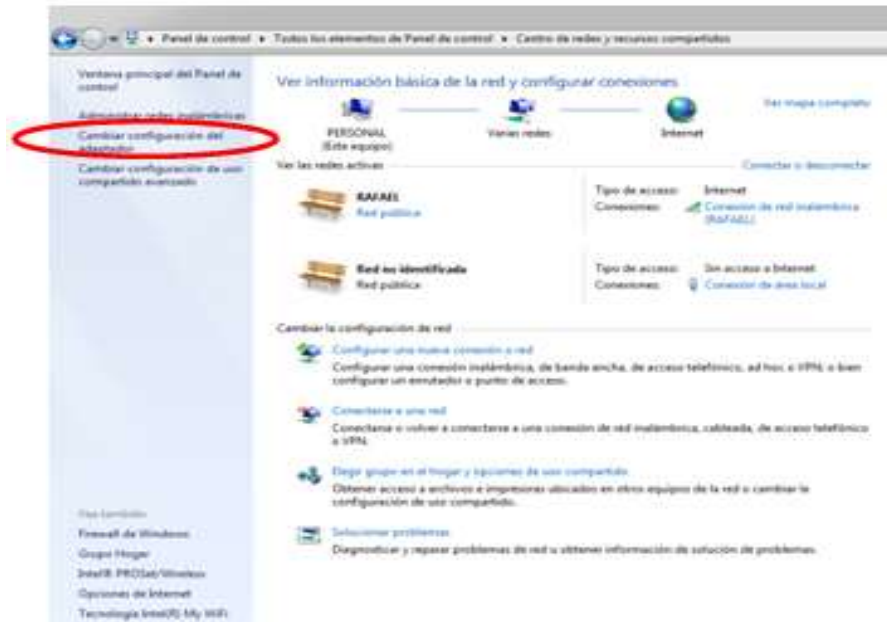 Panel de control ▸ Todos los elementos de Panel de control ▸ Centro de redes y recursos compartidos
Ventana principal del Panel de
control
Administrar redes inalámbricas
Cambiar configuración del
adaptador
Cambiar configuración de uso
compartido avanzado
Ver información básica de la red y configurar conexiones
Ver mapa completo
PERSONAL
(Este equipo)
Varias redes
Internet
Ver las redes activas
Conectar o desconectar
RAFAEL
Red pública
Tipo de acceso: Internet
Conexiones: Conexión de red inalámbrica
(RAFAEL)
Red no identificada
Red pública
Tipo de acceso: Sin acceso a Internet
Conexiones: Conexión de área local
Cambiar la configuración de red
Configurar una nueva conexión o red
Configurar una conexión inalámbrica, de banda ancha, de acceso telefónico, ad hoc o VPN; o bien
configurar un enrutador o punto de acceso.
Conectarse a una red
Conectarse o volver a conectarse a una conexión de red inalámbrica, cableada, de acceso telefónico
o VPN.
Elegir grupo en el hogar y opciones de uso compartido
Obtener acceso a archivos e impresoras ubicados en otros equipos de la red o cambiar la
configuración de uso compartido.
Solucionar problemas
Diagnosticar y reparar problemas de red u obtener información de solución de problemas.
Vea también
Firewall de Windows
Grupo Hogar
Intel® PROSet/Wireless
Opciones de Internet
Tecnología Intel(R) My WiFi